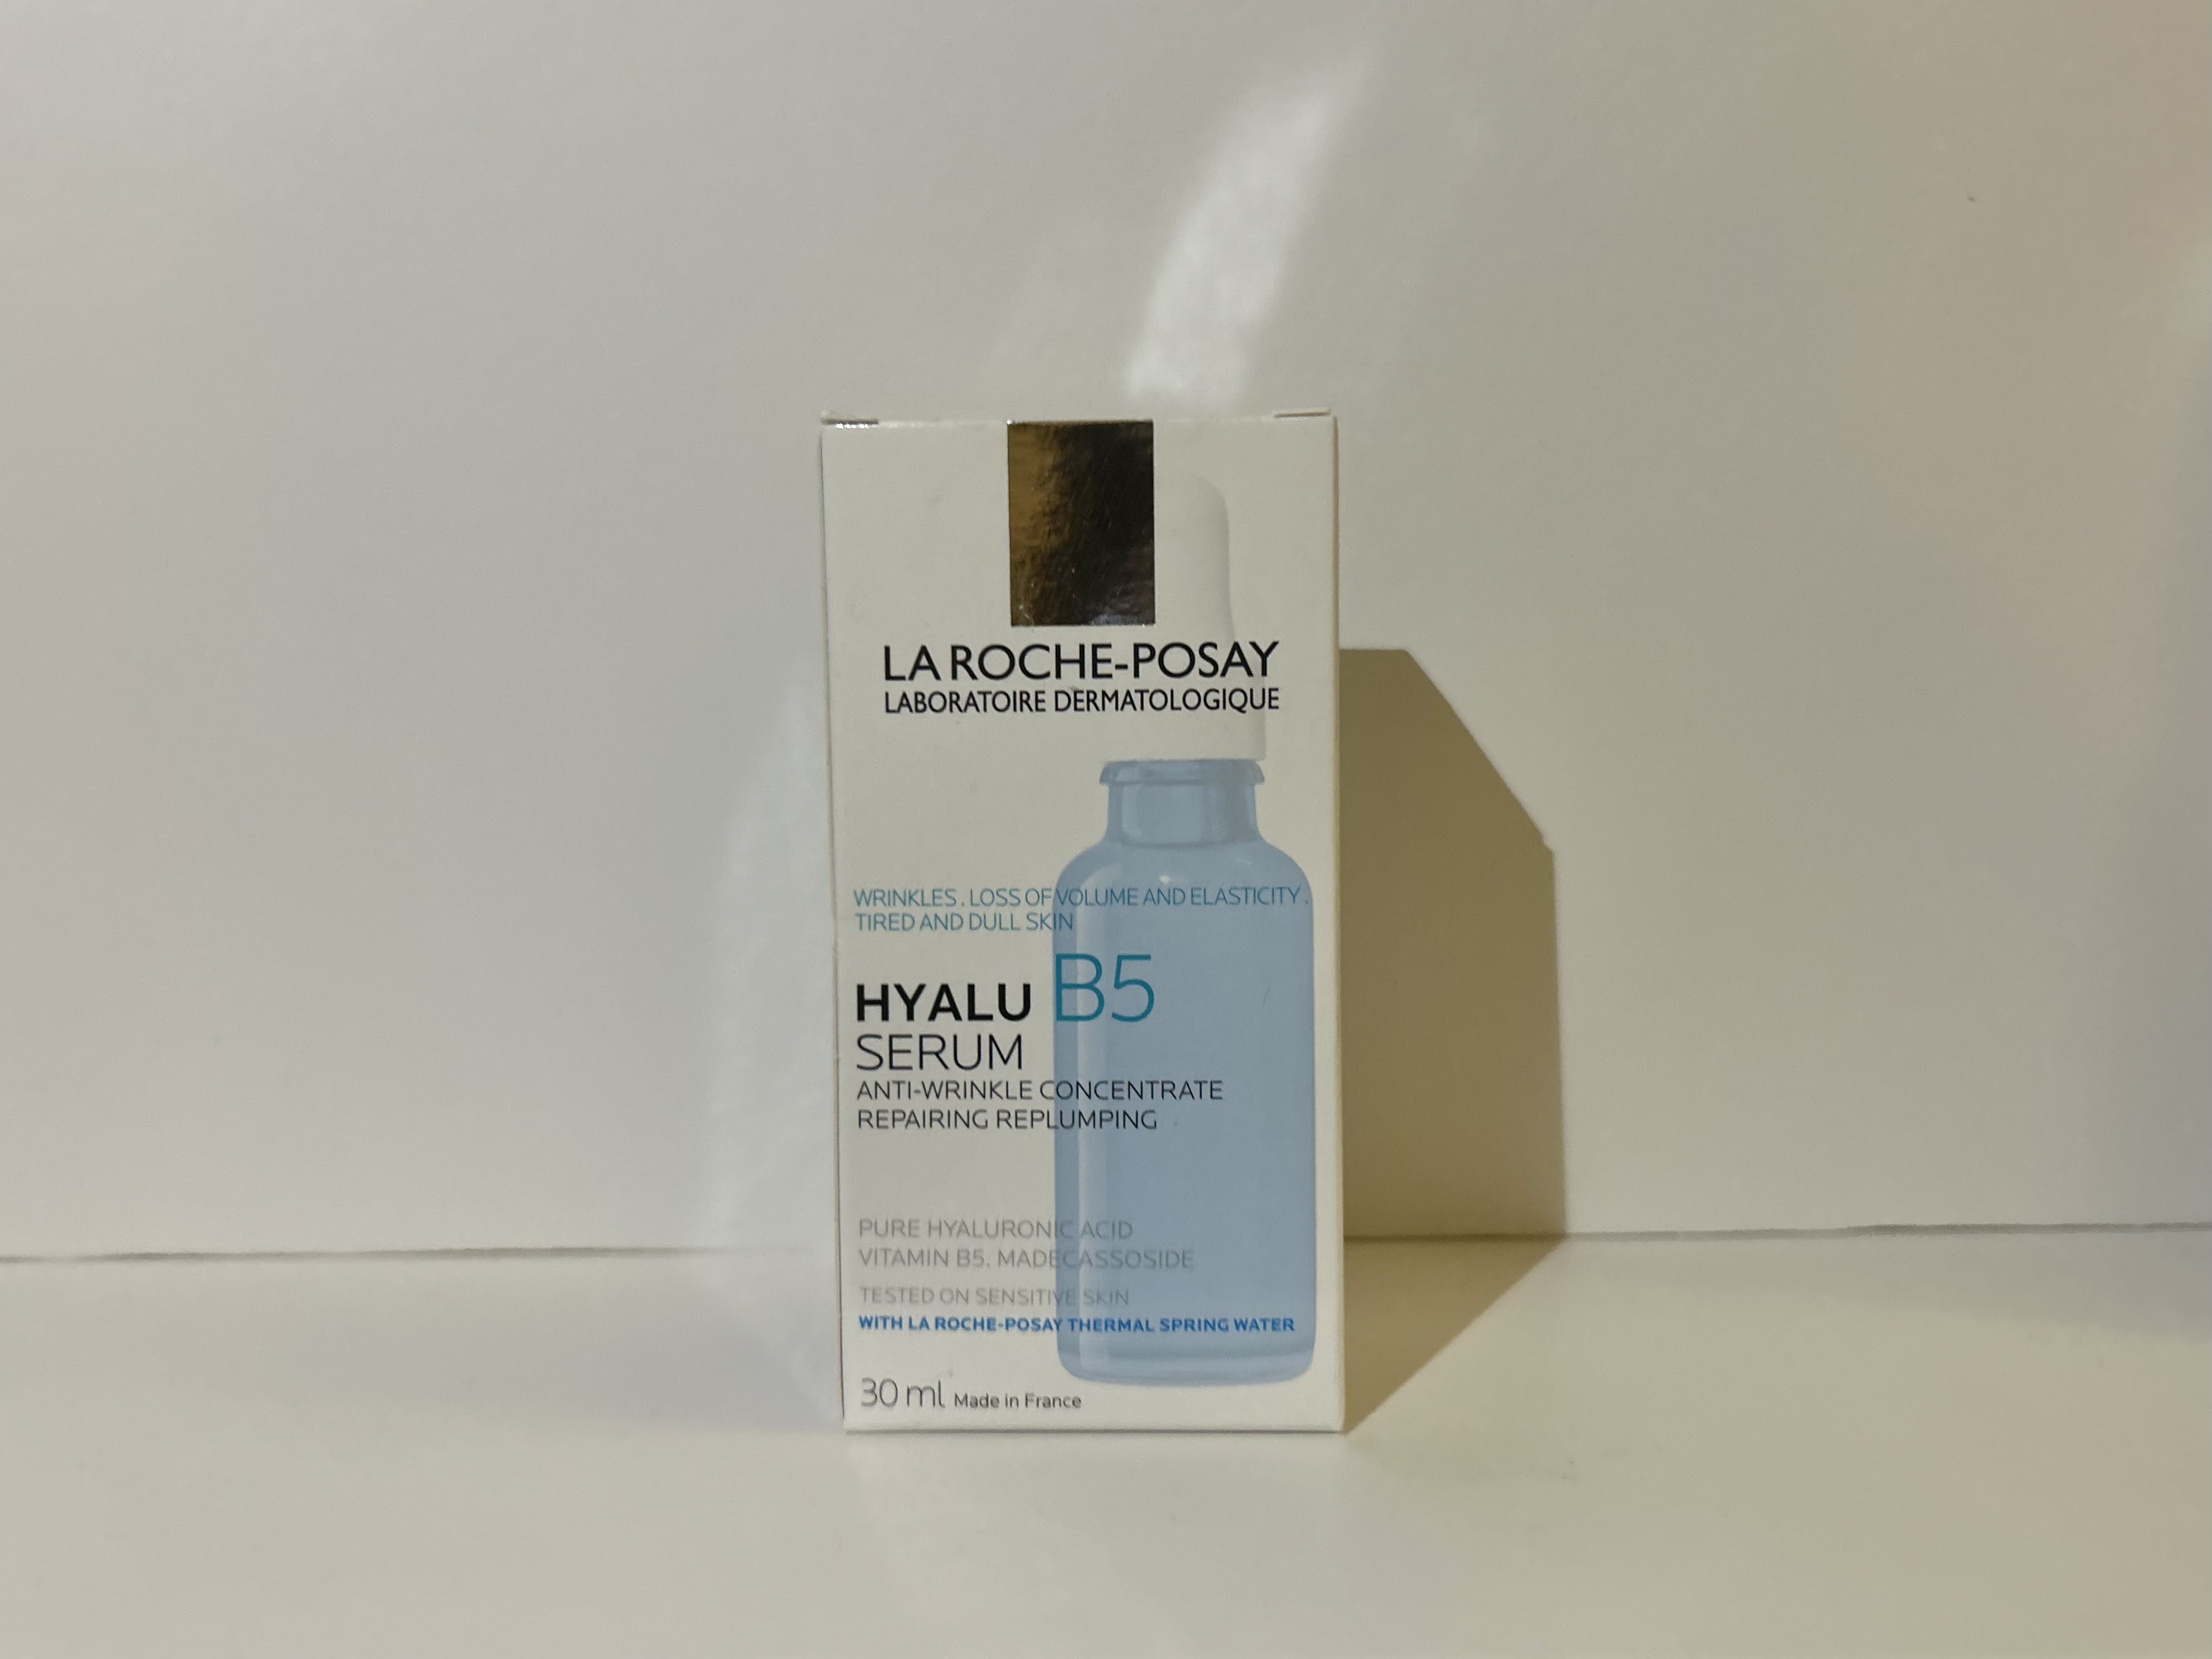 LA ROCHE-POSAY
LABORATOIRE DERMATOLOGIQUE
WRINKLES . LOSS OF VOLUME AND ELASTICITY .
TIRED AND DULL SKIN
HYALU B5
SERUM
ANTI-WRINKLE CONCENTRATE
REPAIRING REPLUMPING
PURE HYALURONIC ACID
VITAMIN B5. MADECASSOSIDE
TESTED ON SENSITIVE SKIN
WITH LA ROCHE-POSAY THERMAL SPRING WATER
30 ml Made in France